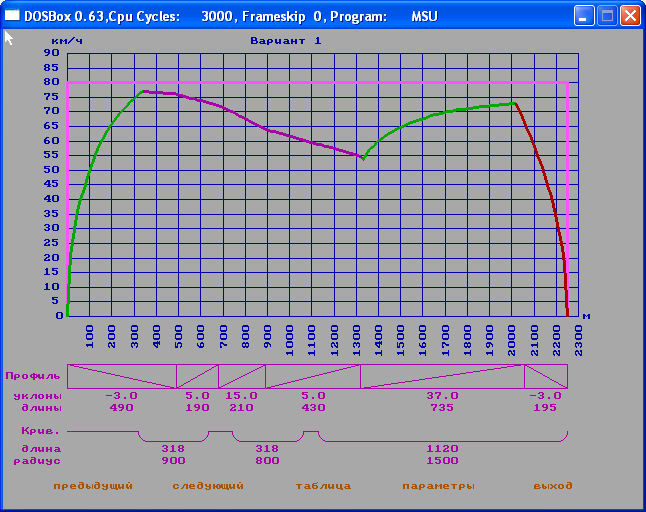 DOSBox 0.63,Cpu Cycles: 3000, Frameskip 0, Program: MSU
км/ч Вариант 1
90
85
80
75
70
65
60
55
50
45
40
35
30
25
20
15
10
5
0 м
100 200 300 400 500 600 700 800 900 1000 1100 1200 1300 1400 1500 1600 1700 1800 1900 2000 2100 2200 2300
Профиль
уклоны -3.0 5.0 15.0 5.0 37.0 -3.0
длины 490 190 210 430 735 195
Крив.
длина 318 318 1120
радиус 900 800 1500
предыдущий следующий таблица параметры выход